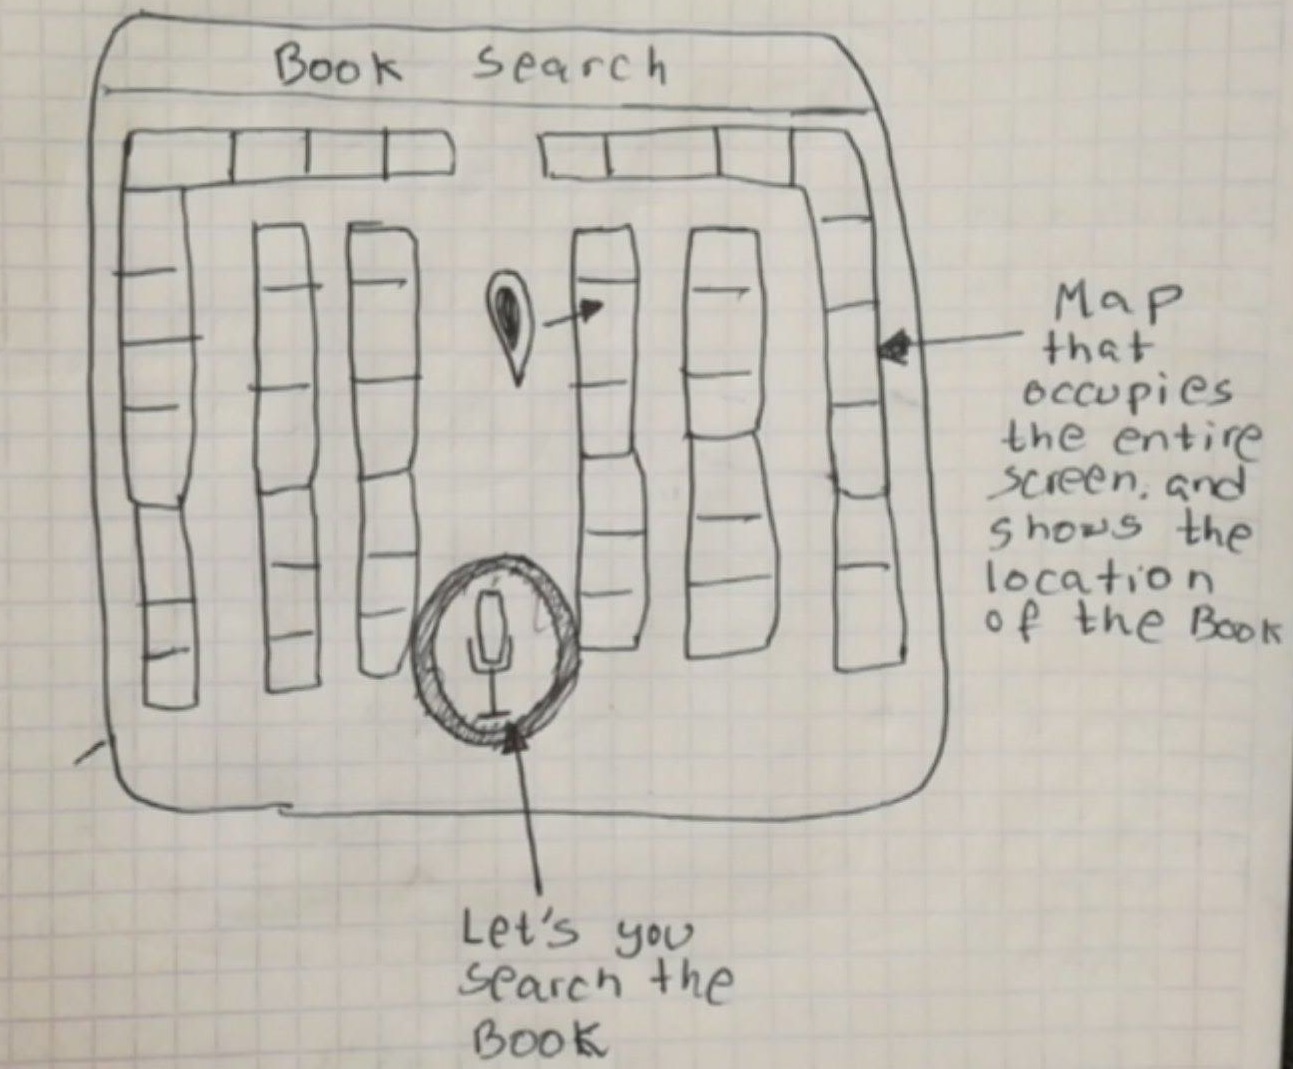 Book Search
Map
that
occupies
the entire
screen, and
shows the
location
of the Book
Let's you
search the
Book